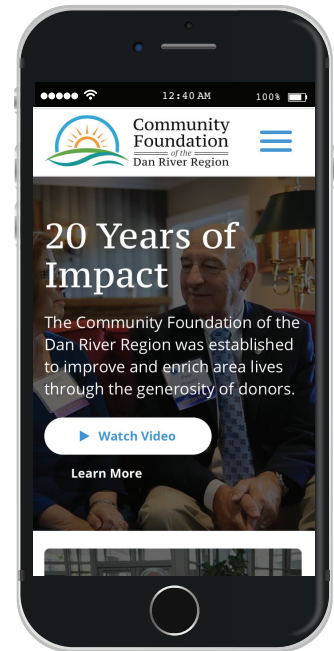 12:40 AM
100%
Community
Foundation
of the
Dan River Region
20 Years of
Impact
The Community Foundation of the
Dan River Region was established
to improve and enrich area lives
through the generosity of donors.
Watch Video
Learn More